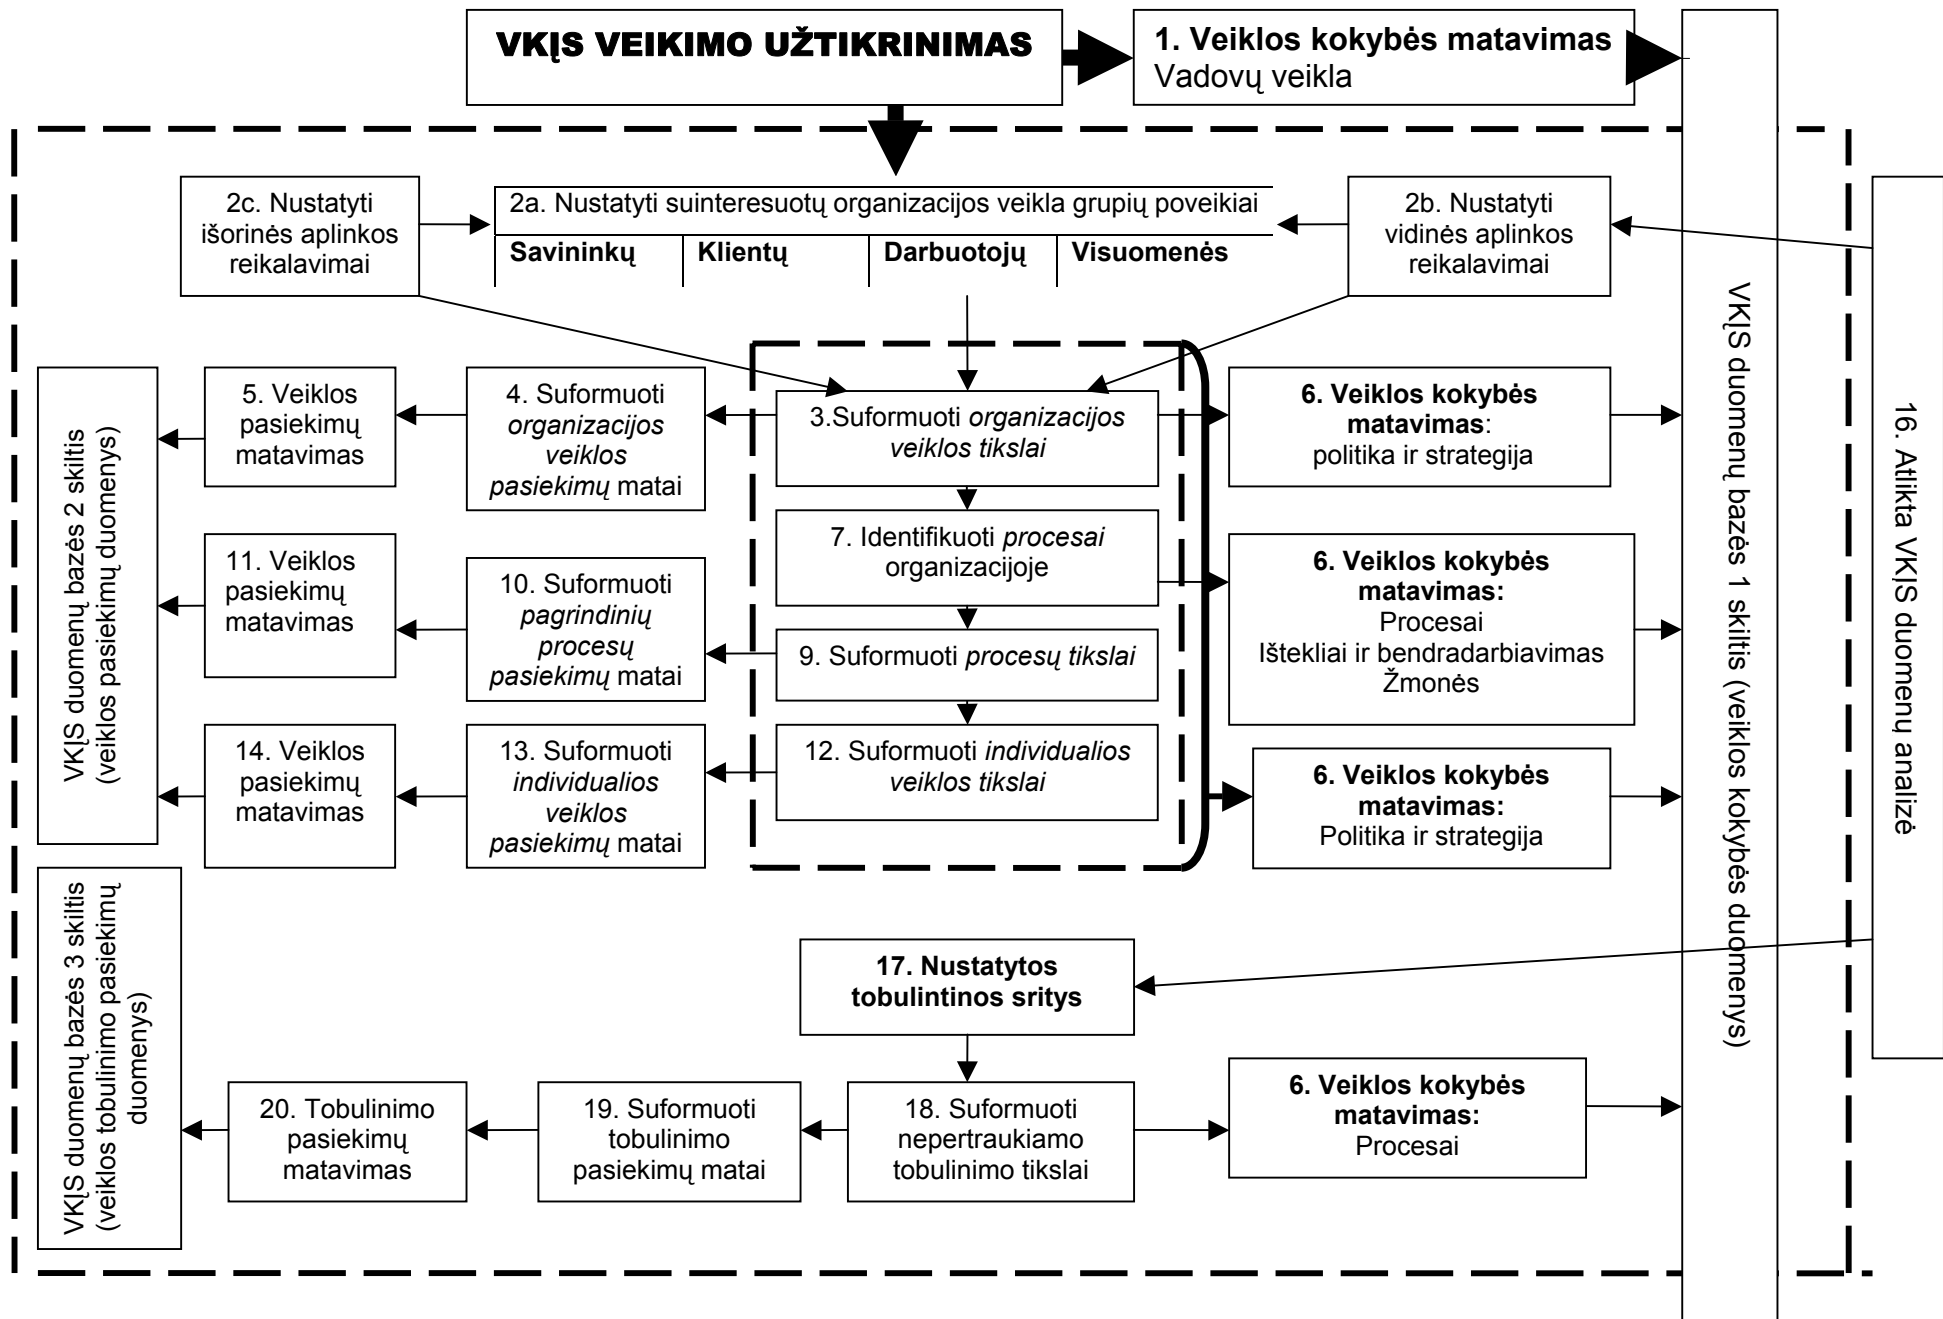 VKĮS VEIKIMO UŽTIKRINIMAS
1. Veiklos kokybės matavimas
Vadovų veikla
2c. Nustatyti
išorinės aplinkos
reikalavimai
2a. Nustatyti suinteresuotų organizacijos veikla grupių poveikiai
Savininkų
Klientų
Darbuotojų
Visuomenės
2b. Nustatyti
vidinės aplinkos
reikalavimai
VKĮS duomenų bazės 2 skiltis
(veiklos pasiekimų duomenys)
5. Veiklos
pasiekimų
matavimas
4. Suformuoti
organizacijos
veiklos
pasiekimų matai
3.Suformuoti organizacijos
veiklos tikslai
6. Veiklos kokybės
matavimas:
politika ir strategija
7. Identifikuoti procesai
organizacijoje
11. Veiklos
pasiekimų
matavimas
10. Suformuoti
pagrindinių
procesų
pasiekimų matai
9. Suformuoti procesų tikslai
6. Veiklos kokybės
matavimas:
Procesai
Ištekliai ir bendradarbiavimas
Žmonės
14. Veiklos
pasiekimų
matavimas
13. Suformuoti
individualios
veiklos
pasiekimų matai
12. Suformuoti individualios
veiklos tikslai
6. Veiklos kokybės
matavimas:
Politika ir strategija
VKĮS duomenų bazės 1 skiltis (veiklos kokybės duomenys)
16. Atlikta VKĮS duomenų analizė
VKĮS duomenų bazės 3 skiltis
(veiklos tobulinimo pasiekimų
duomenys)
17. Nustatytos
tobulintinos sritys
20. Tobulinimo
pasiekimų
matavimas
19. Suformuoti
tobulinimo
pasiekimų matai
18. Suformuoti
nepertraukiamo
tobulinimo tikslai
6. Veiklos kokybės
matavimas:
Procesai